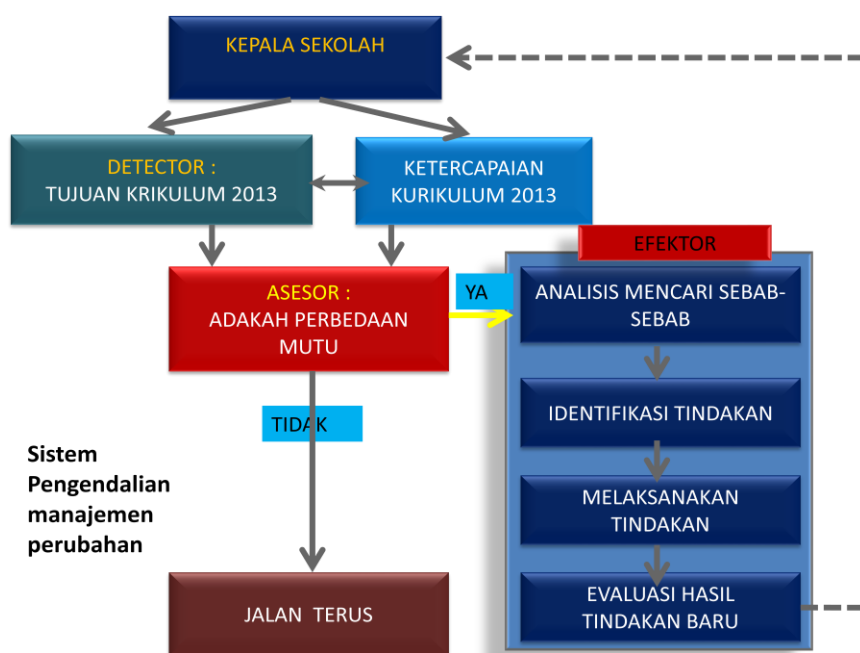 KEPALA SEKOLAH
DETECTOR :
TUJUAN KRIKULUM 2013
KETERCAPAIAN
KURIKULUM 2013
EFEKTOR
ASESOR :
ADAKAH PERBEDAAN
MUTU
YA
ANALISIS MENCARI SEBAB-
SEBAB
IDENTIFIKASI TINDAKAN
TIDAK
Sistem
Pengendalian
manajemen
perubahan
MELAKSANAKAN
TINDAKAN
JALAN TERUS
EVALUASI HASIL
TINDAKAN BARU